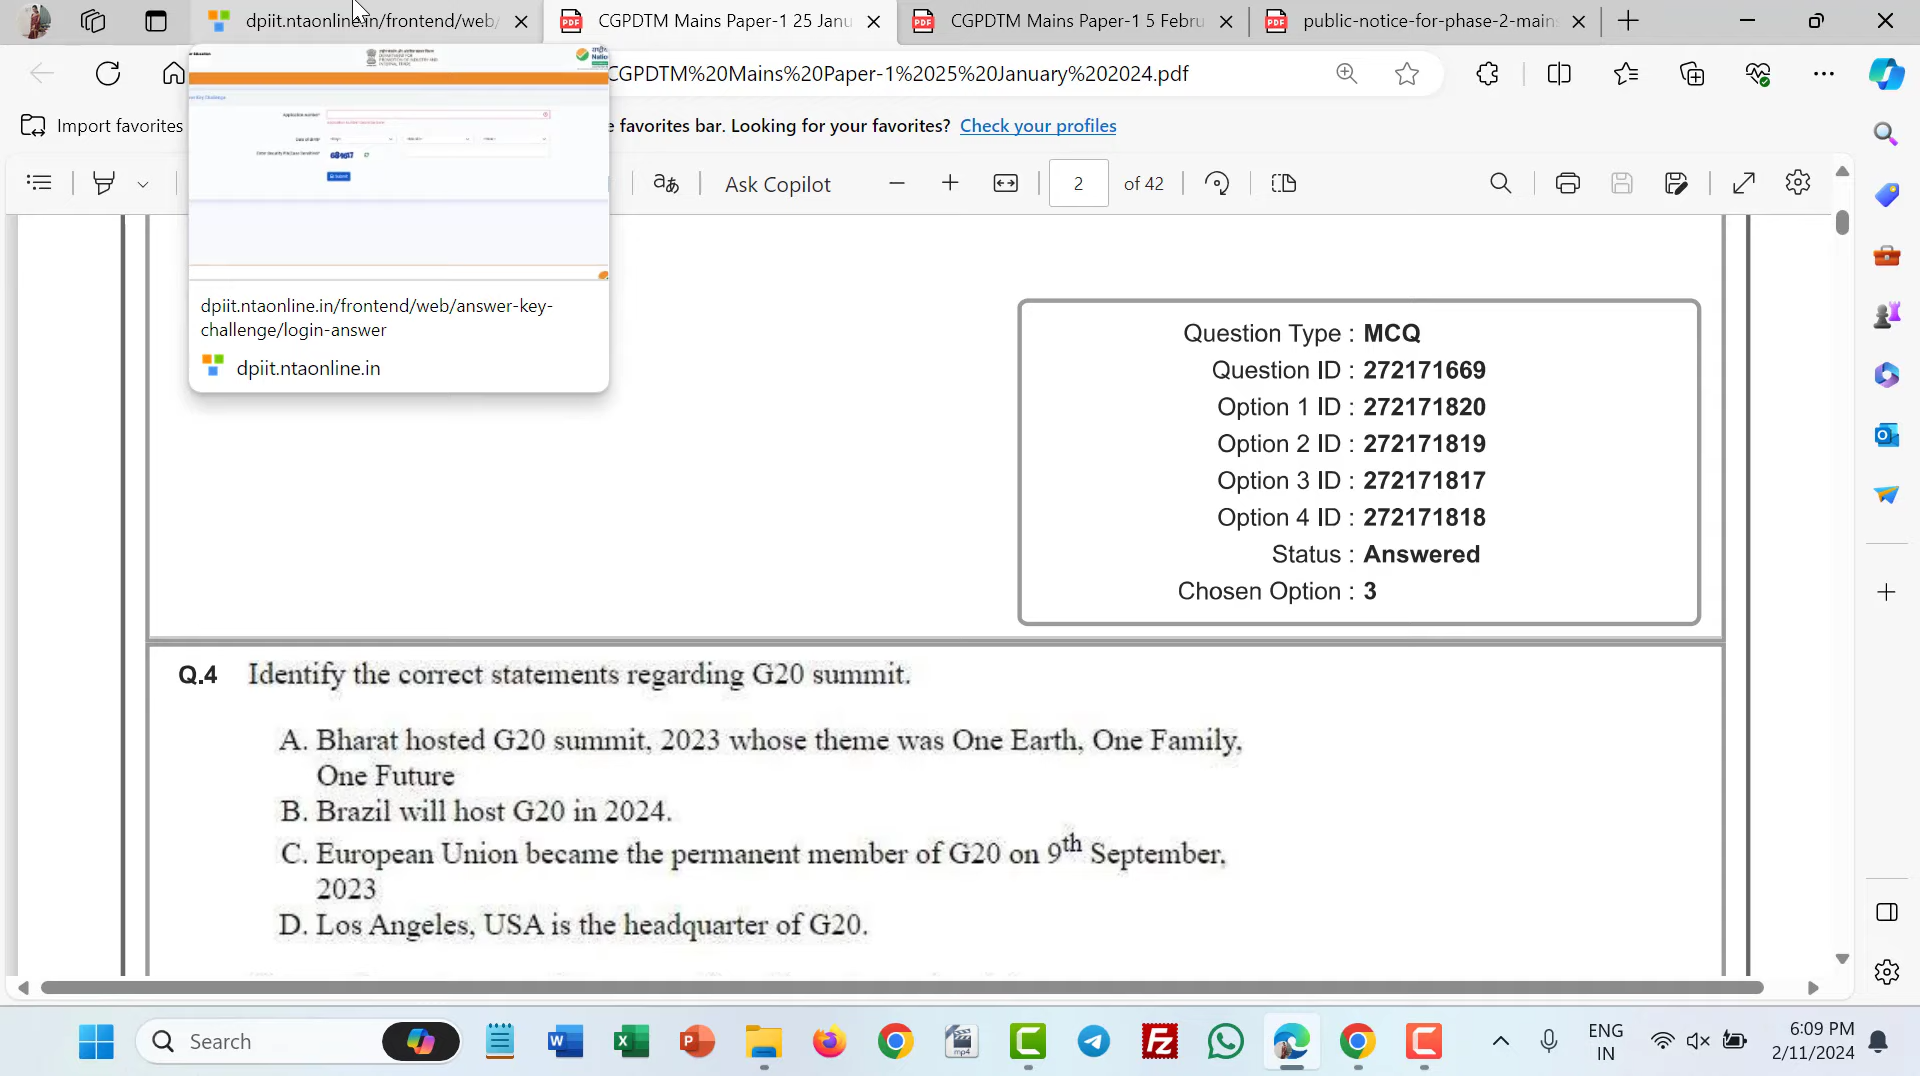 dpiit.ntaonline.in/frontend/web/
CGPDTM Mains Paper-1 25 Janu
CGPDTM Mains Paper-1 5 Febru
public-notice-for-phase-2-mains
CGPDTM%20Mains%20Paper-1%2025%20January%202024.pdf
Import favorites
e favorites bar. Looking for your favorites? Check your profiles
Ask Copilot
2 of 42
684617
Submit
dpiit.ntaonline.in/frontend/web/answer-key-
challenge/login-answer
dpiit.ntaonline.in
Question Type : MCQ
Question ID : 272171669
Option 1 ID : 272171820
Option 2 ID : 272171819
Option 3 ID : 272171817
Option 4 ID : 272171818
Status : Answered
Chosen Option : 3
Q.4 Identify the correct statements regarding G20 summit.
A. Bharat hosted G20 summit, 2023 whose theme was One Earth, One Family,
One Future
B. Brazil will host G20 in 2024.
C. European Union became the permanent member of G20 on 9th September,
2023
D. Los Angeles, USA is the headquarter of G20.
Search
ENG
IN
6:09 PM
2/11/2024